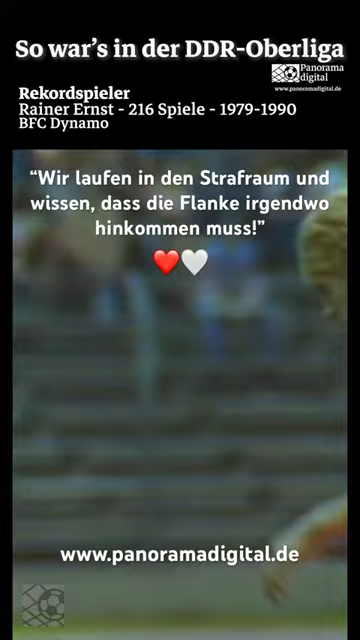 So war’s in der DDR-Oberliga
Panorama
digital
www.panoramadigital.de
Rekordspieler
Rainer Ernst - 216 Spiele - 1979-1990
BFC Dynamo
“Wir laufen in den Strafraum und
wissen, dass die Flanke irgendwo
hinkommen muss!”
www.panoramadigital.de